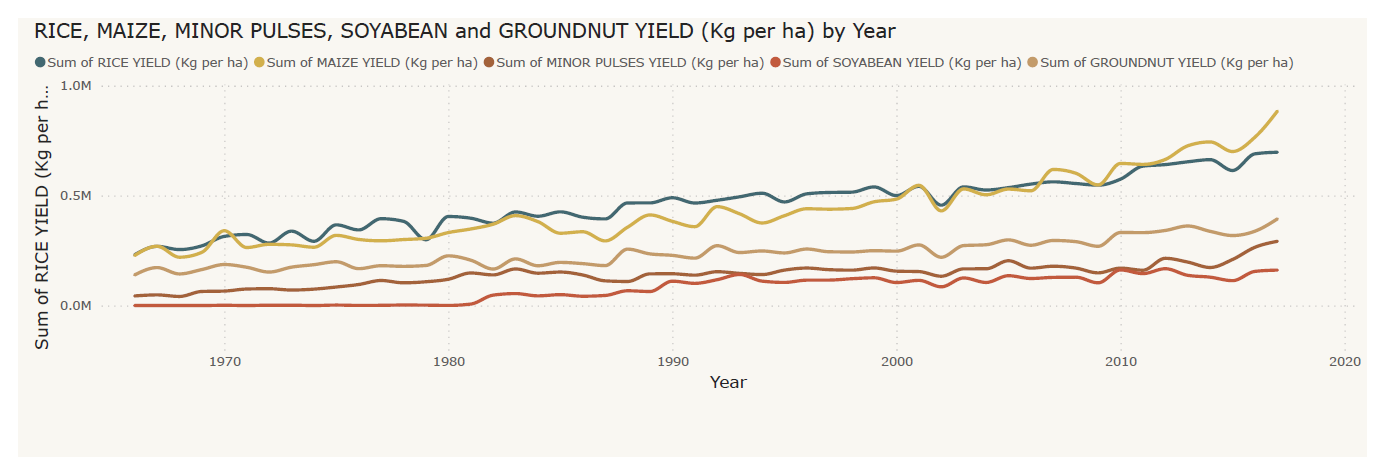 RICE, MAIZE, MINOR PULSES, SOYABEAN and GROUNDNUT YIELD (Kg per ha) by Year
Sum of RICE YIELD (Kg per ha) Sum of MAIZE YIELD (Kg per ha) Sum of MINOR PULSES YIELD (Kg per ha) Sum of SOYABEAN YIELD (Kg per ha) Sum of GROUNDNUT YIELD (Kg per ha)
Sum of RICE YIELD (Kg per h...
1.0M
0.5M
0.0M
1970 1980 1990 2000 2010 2020
Year